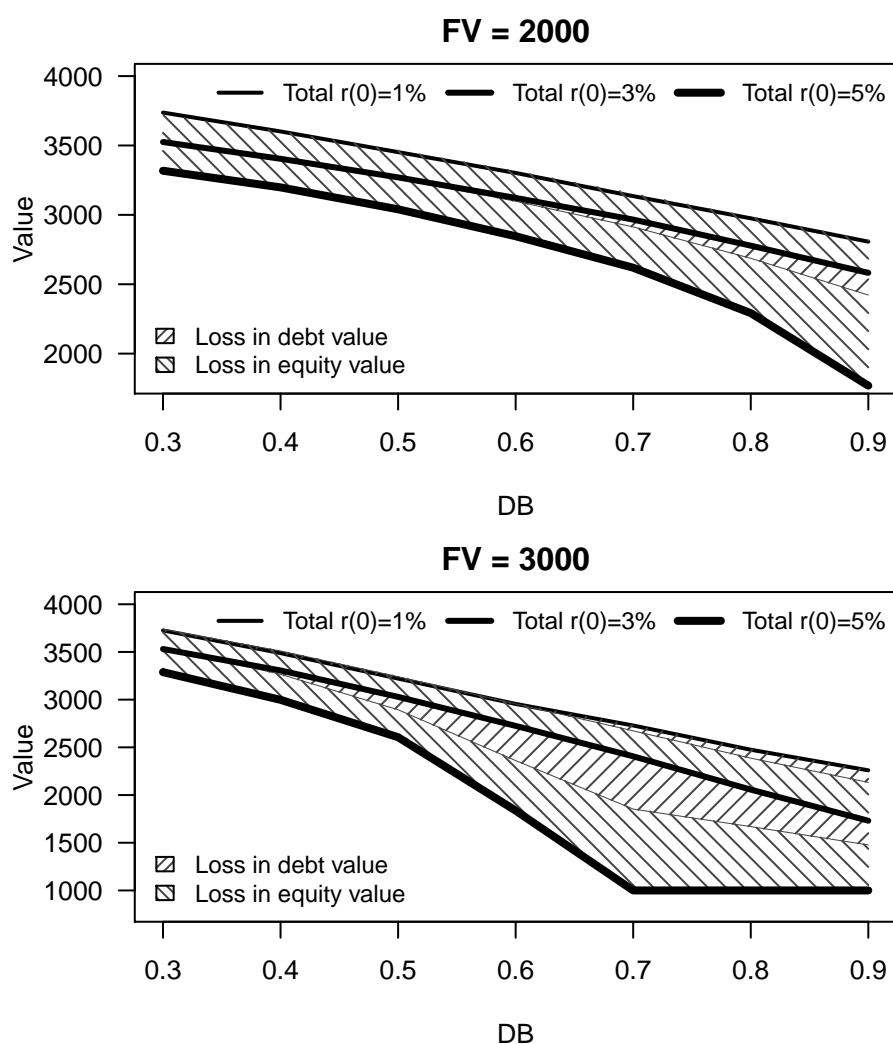 FV = 2000
Total r(0)=1% Total r(0)=3% Total r(0)=5%
4000
3500
3000
2500
2000
Value
Loss in debt value
Loss in equity value
0.3 0.4 0.5 0.6 0.7 0.8 0.9
DB
FV = 3000
Total r(0)=1% Total r(0)=3% Total r(0)=5%
4000
3500
3000
2500
2000
1500
1000
Value
Loss in debt value
Loss in equity value
0.3 0.4 0.5 0.6 0.7 0.8 0.9
DB